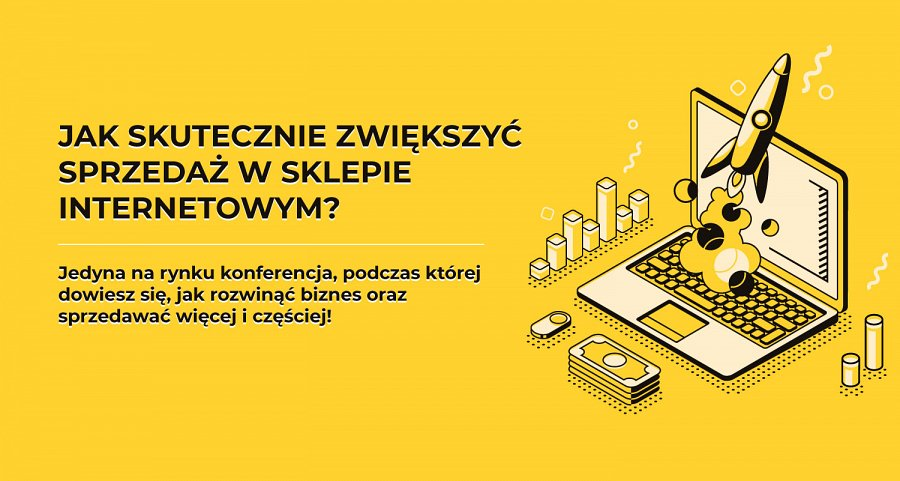 JAK SKUTECZNIE ZWIĘKSZYĆ
SPRZEDAŻ W SKLEPIE
INTERNETOWYM?
Jedyna na rynku konferencja, podczas której
dowiesz się, jak rozwinąć biznes oraz
sprzedawać więcej i częściej!